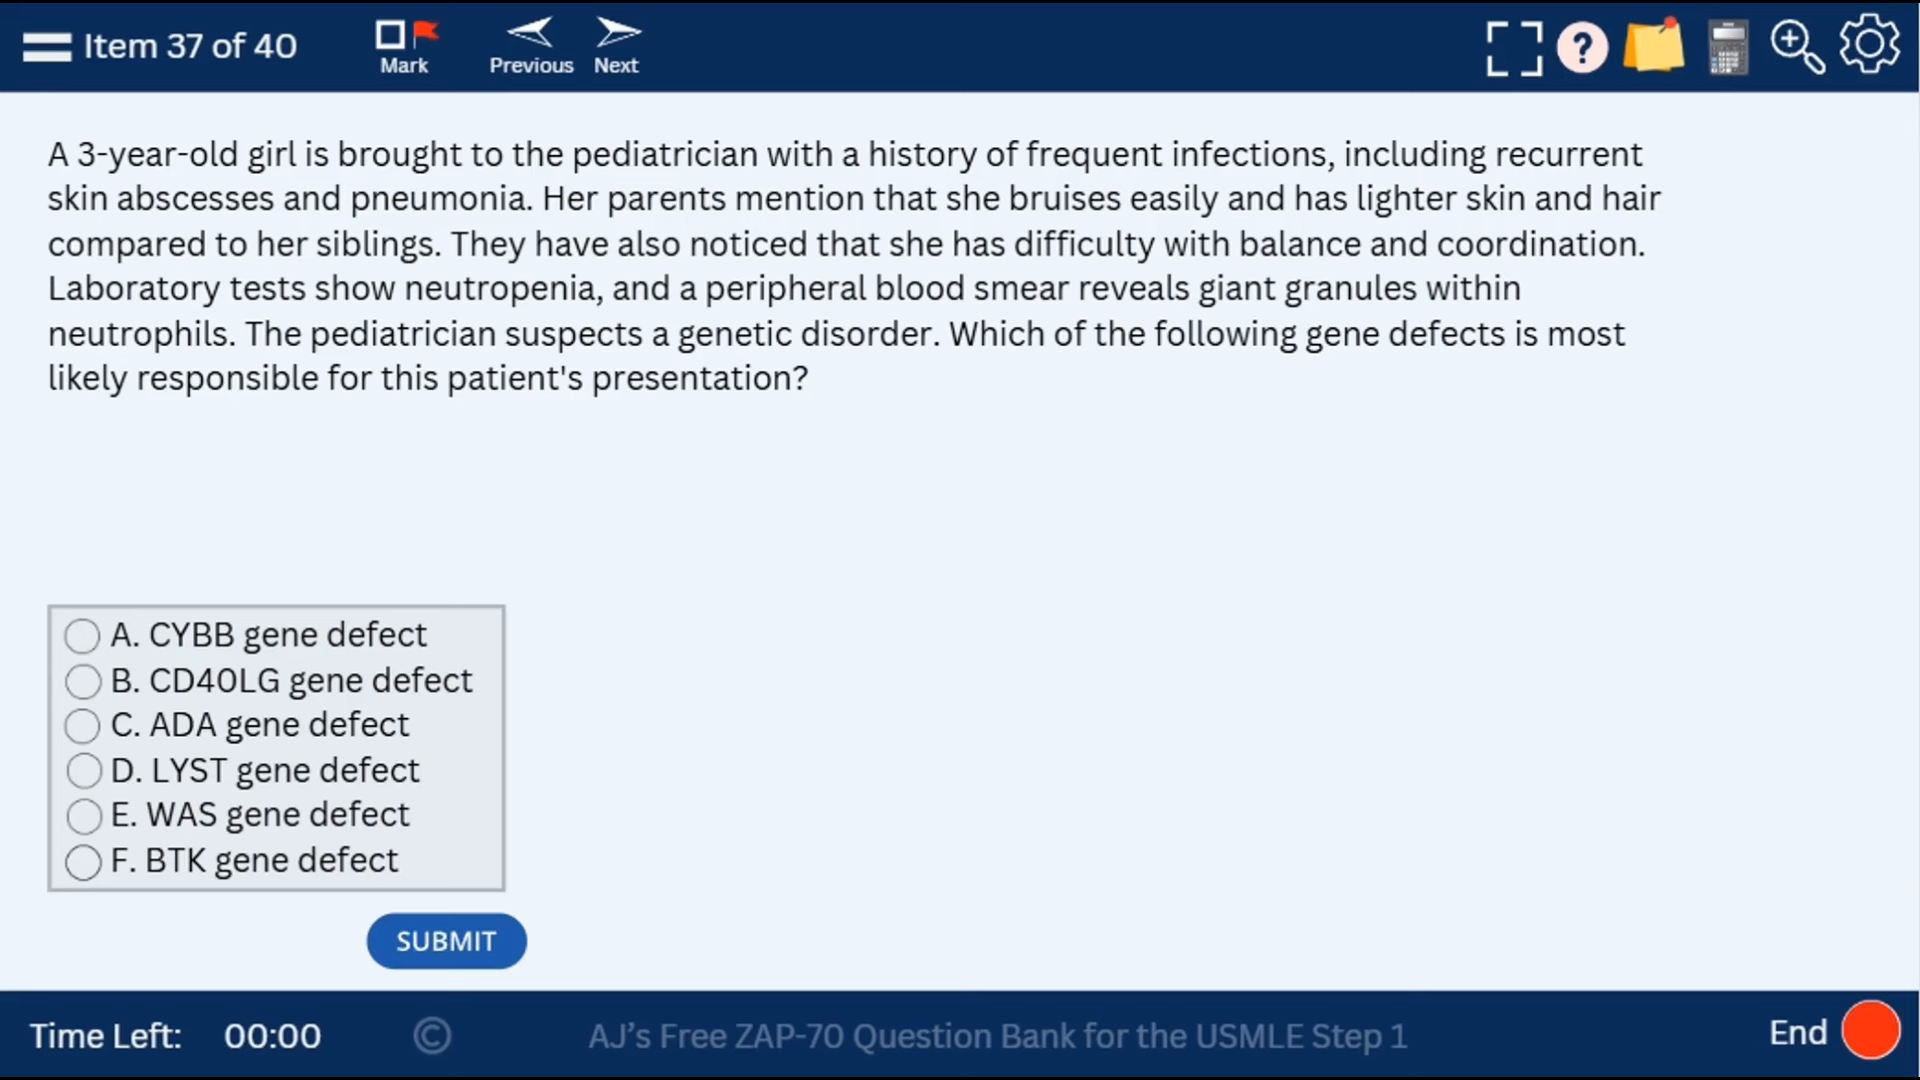 Item 37 of 40
Mark
Previous
Next
?
A 3-year-old girl is brought to the pediatrician with a history of frequent infections, including recurrent
skin abscesses and pneumonia. Her parents mention that she bruises easily and has lighter skin and hair
compared to her siblings. They have also noticed that she has difficulty with balance and coordination.
Laboratory tests show neutropenia, and a peripheral blood smear reveals giant granules within
neutrophils. The pediatrician suspects a genetic disorder. Which of the following gene defects is most
likely responsible for this patient's presentation?
A. CYBB gene defect
B. CD40LG gene defect
C. ADA gene defect
D. LYST gene defect
E. WAS gene defect
F. BTK gene defect
SUBMIT
Time Left: 00:00
©
AJ’s Free ZAP-70 Question Bank for the USMLE Step 1
End